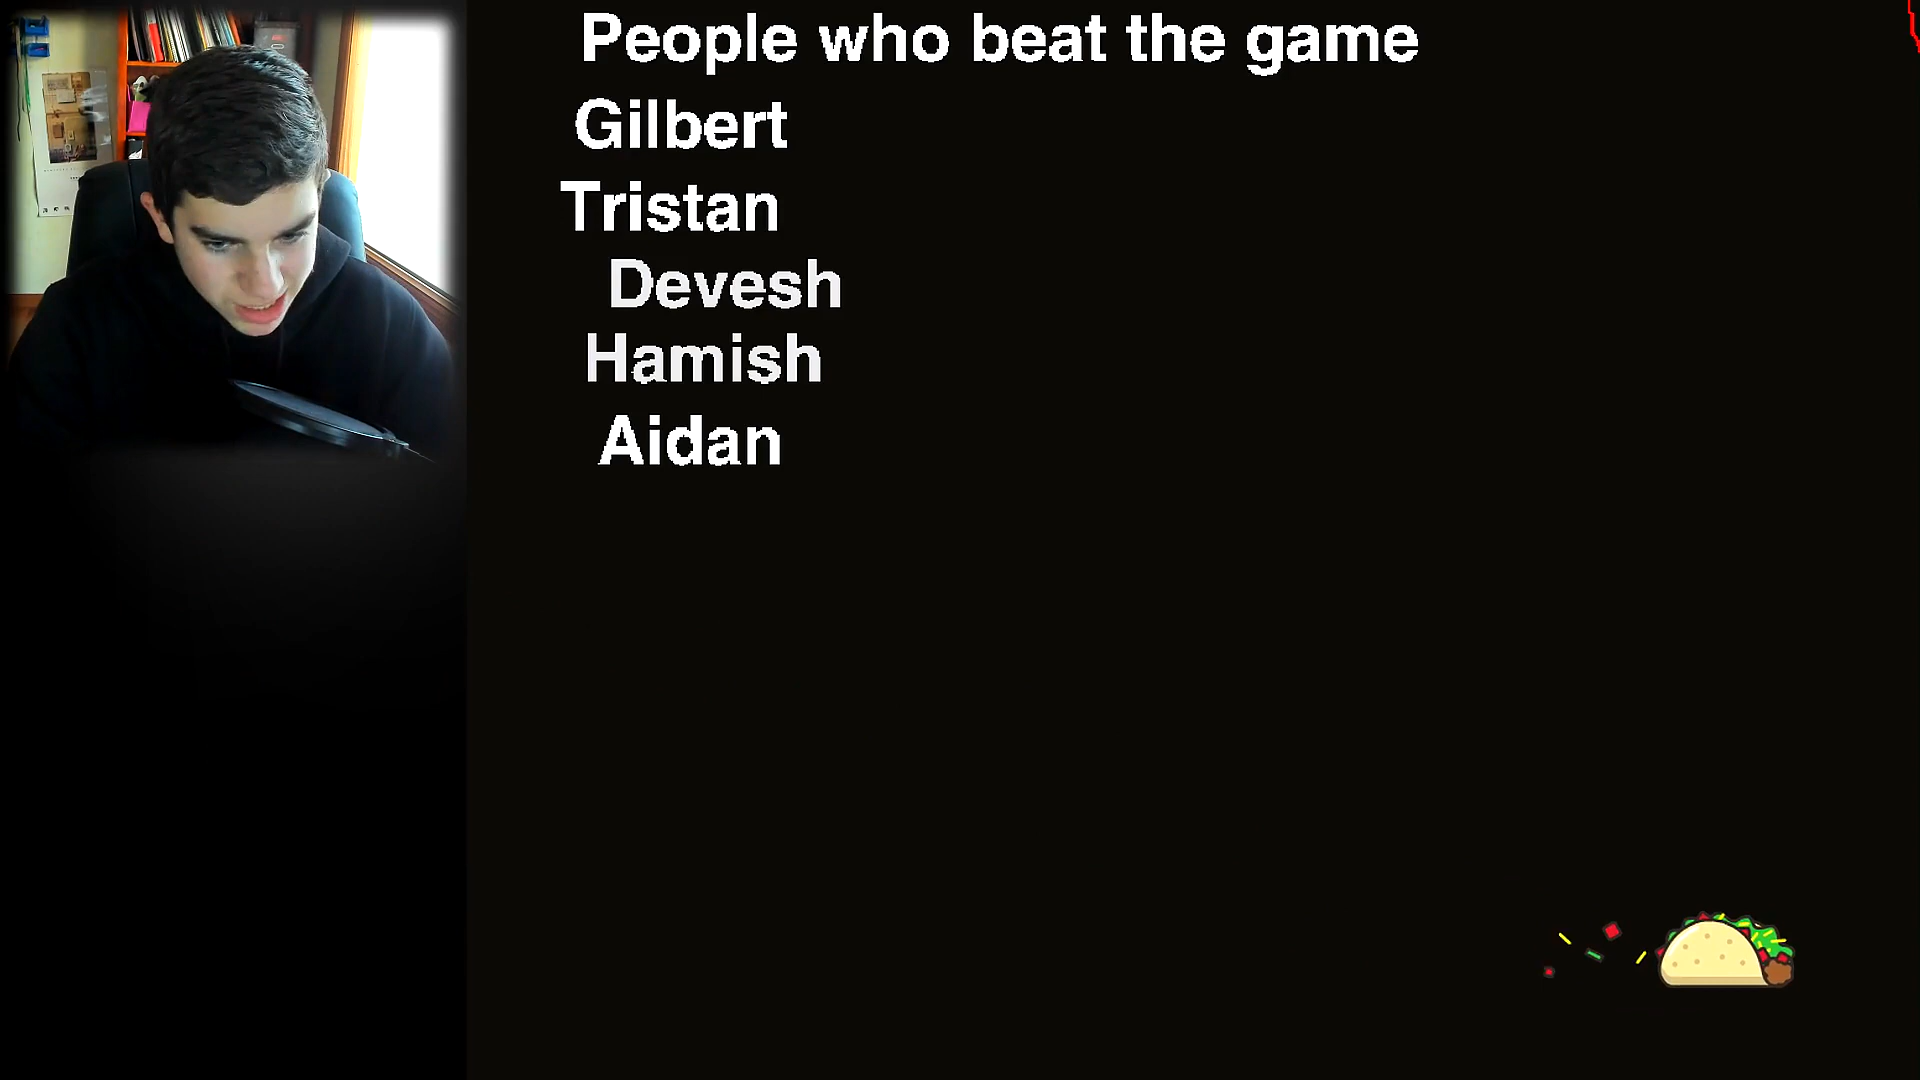 People who beat the game
Gilbert
Tristan
Devesh
Hamish
Aidan